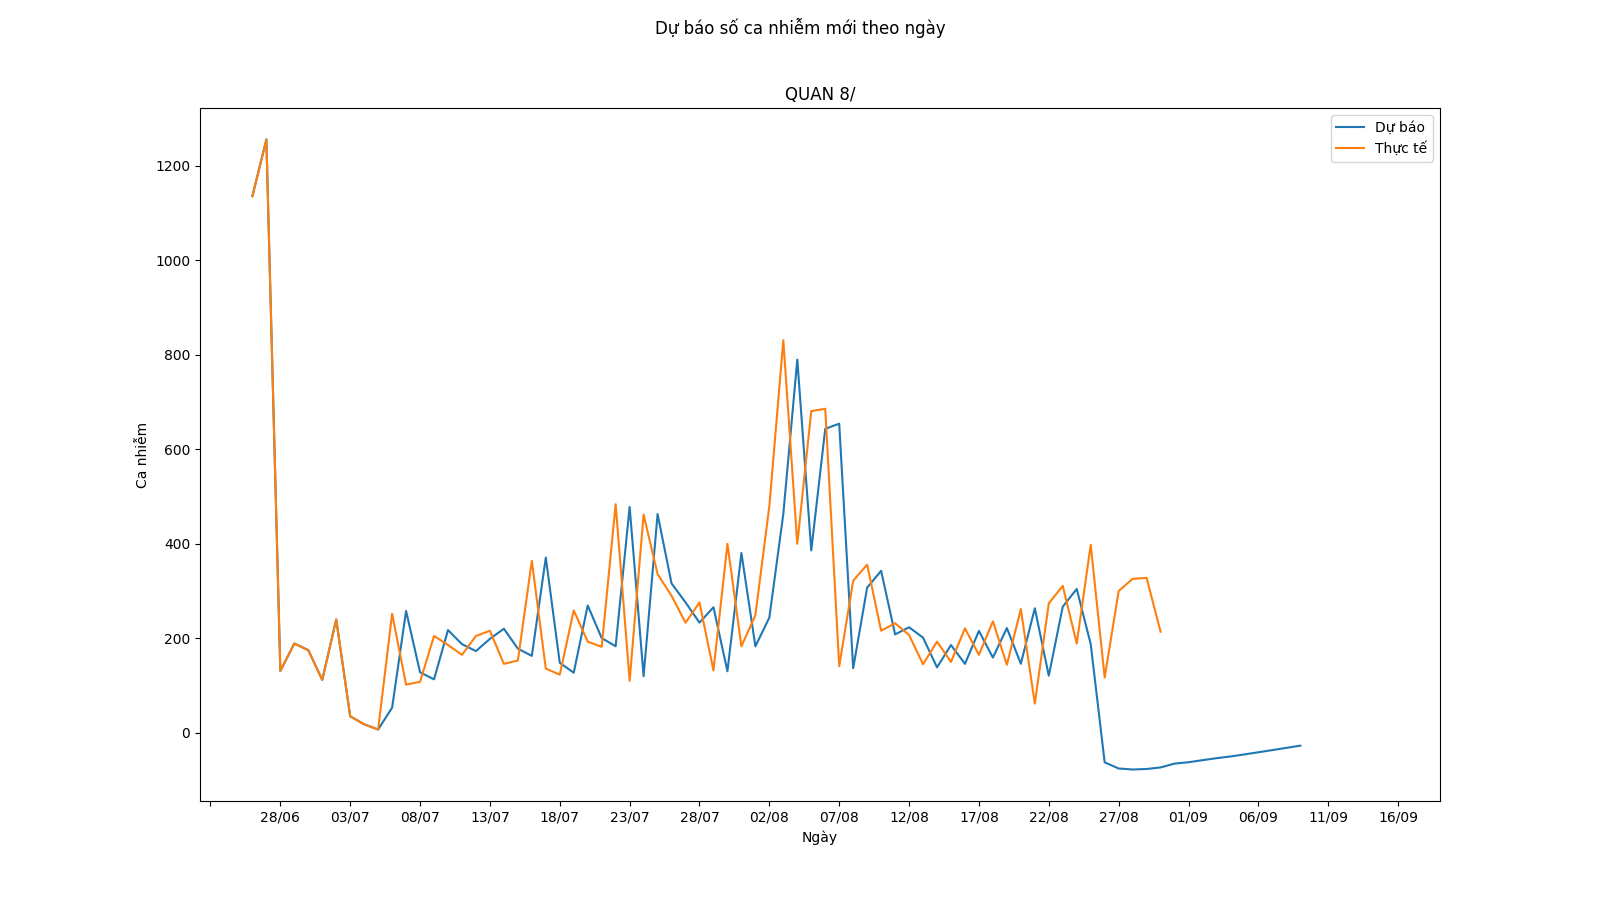 Dự báo số ca nhiễm mới theo ngày
QUAN 8/
Dự báo
Thực tế
1200
1000
800
600
400
200
0
Ca nhiễm
28/06 03/07 08/07 13/07 18/07 23/07 28/07 02/08 07/08 12/08 17/08 22/08 27/08 01/09 06/09 11/09 16/09
Ngày